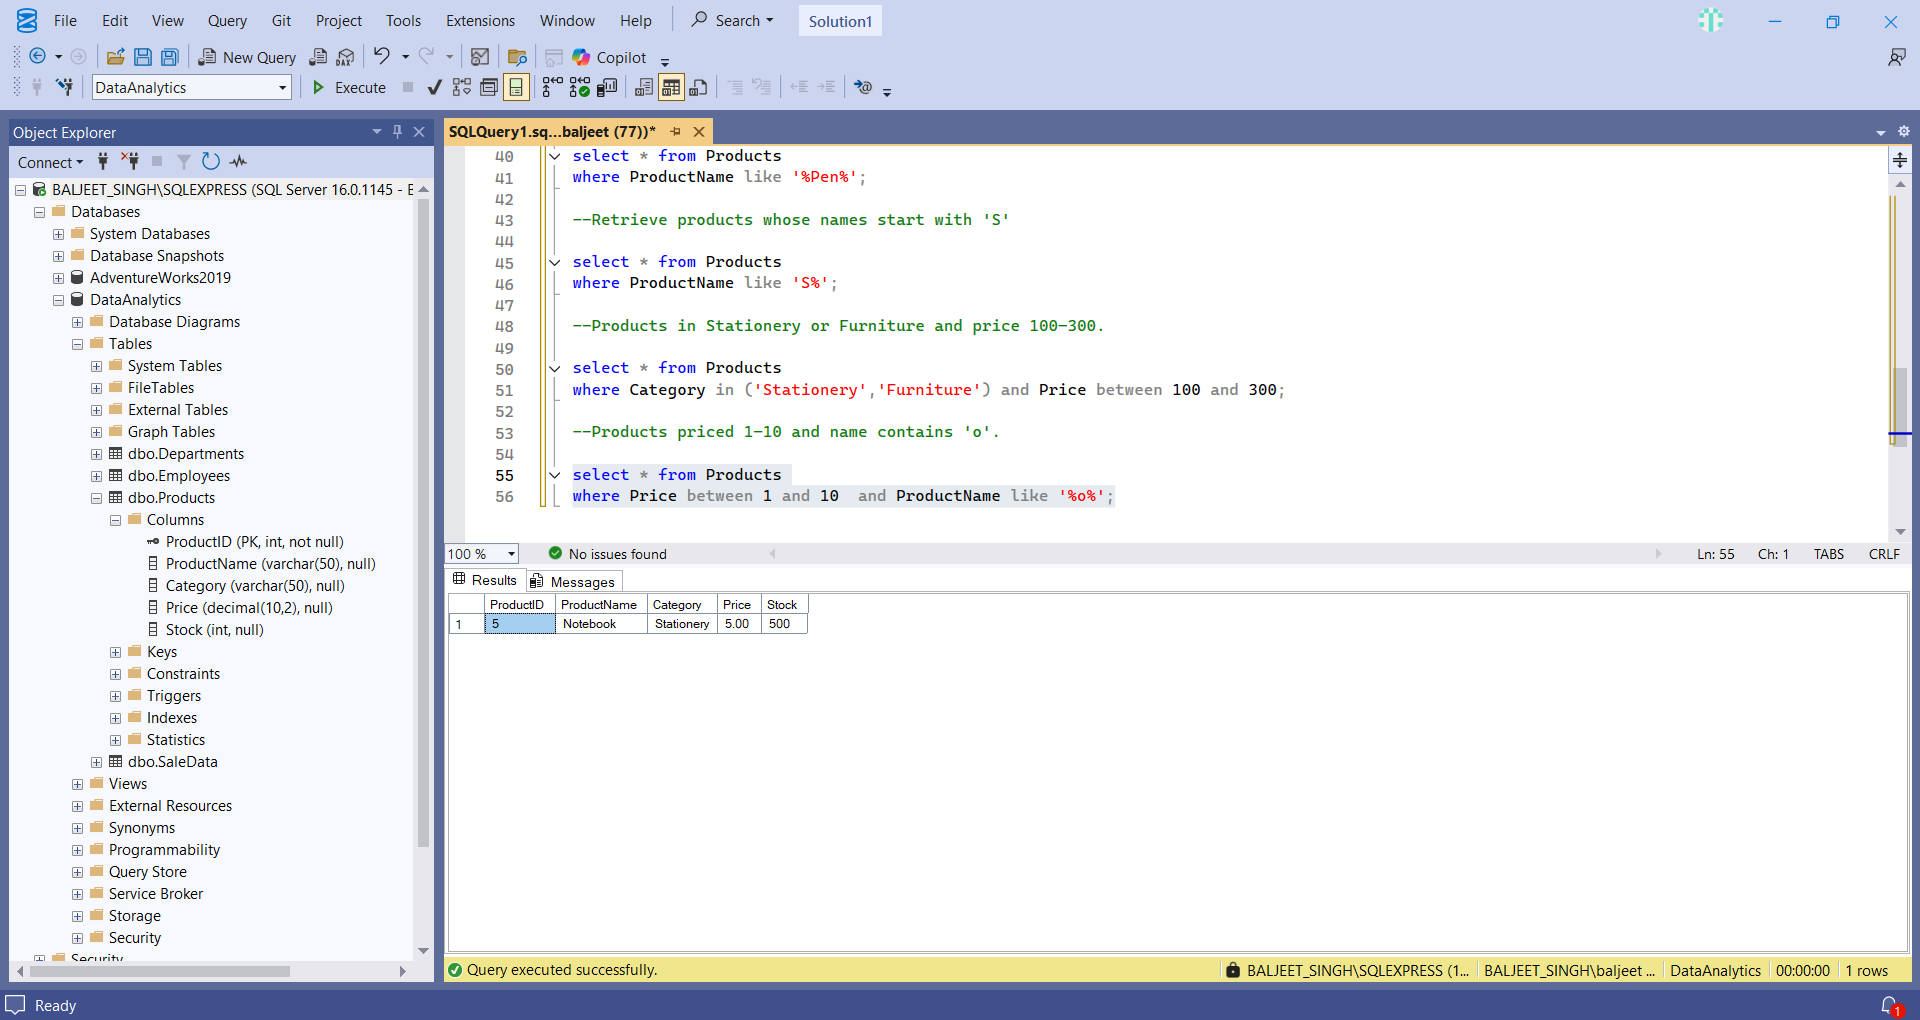 File Edit View Query Git Project Tools Extensions Window Help Search Solution1
New Query DAX Copilot
DataAnalytics Execute
Object Explorer
Connect
BALJEET_SINGH\SQLEXPRESS (SQL Server 16.0.1145 - E
Databases
System Databases
Database Snapshots
AdventureWorks2019
DataAnalytics
Database Diagrams
Tables
System Tables
FileTables
External Tables
Graph Tables
dbo.Departments
dbo.Employees
dbo.Products
Columns
ProductID (PK, int, not null)
ProductName (varchar(50), null)
Category (varchar(50), null)
Price (decimal(10,2), null)
Stock (int, null)
Keys
Constraints
Triggers
Indexes
Statistics
dbo.SaleData
Views
External Resources
Synonyms
Programmability
Query Store
Service Broker
Storage
Security
Security
SQLQuery1.sq...baljeet (77))*
40 select * from Products
41 where ProductName like '%Pen%';
42
43 --Retrieve products whose names start with 'S'
44
45 select * from Products
46 where ProductName like 'S%';
47
48 --Products in Stationery or Furniture and price 100-300.
49
50 select * from Products
51 where Category in ('Stationery','Furniture') and Price between 100 and 300;
52
53 --Products priced 1-10 and name contains 'o'.
54
55 select * from Products
56 where Price between 1 and 10  and ProductName like '%o%';
100 % No issues found Ln: 55 Ch: 1 TABS CRLF
Results Messages
ProductID ProductName Category Price Stock
1 5 Notebook Stationery 5.00 500
Query executed successfully. BALJEET_SINGH\SQLEXPRESS (1... BALJEET_SINGH\baljeet ... DataAnalytics 00:00:00 1 rows
Ready 1